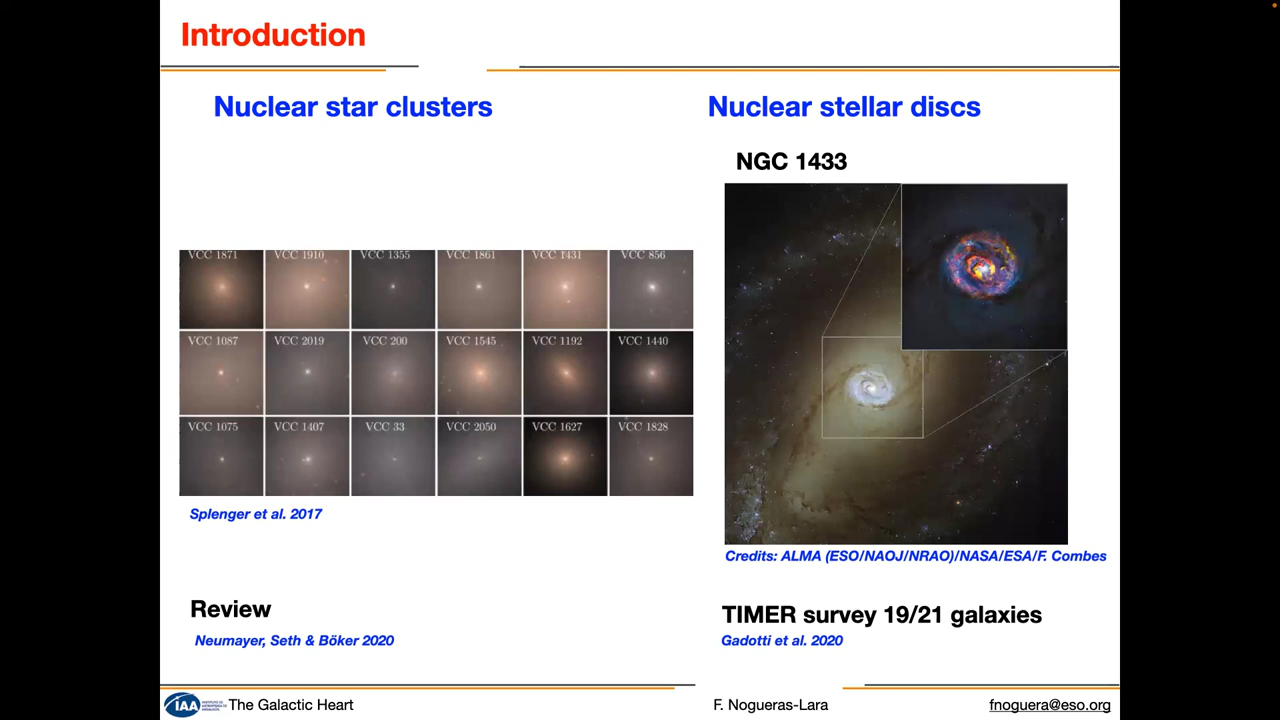 Introduction
Nuclear star clusters
VCC 1871 VCC 1910 VCC 1355 VCC 1861 VCC 1431 VCC 856
VCC 1087 VCC 2019 VCC 200 VCC 1545 VCC 1192 VCC 1440
VCC 1075 VCC 1407 VCC 33 VCC 2050 VCC 1627 VCC 1828
Splenger et al. 2017
Review
Neumayer, Seth & Böker 2020
Nuclear stellar discs
NGC 1433
Credits: ALMA (ESO/NAOJ/NRAO)/NASA/ESA/F. Combes
TIMER survey 19/21 galaxies
Gadotti et al. 2020
IAA
The Galactic Heart
F. Nogueras-Lara
fnoguera@eso.org